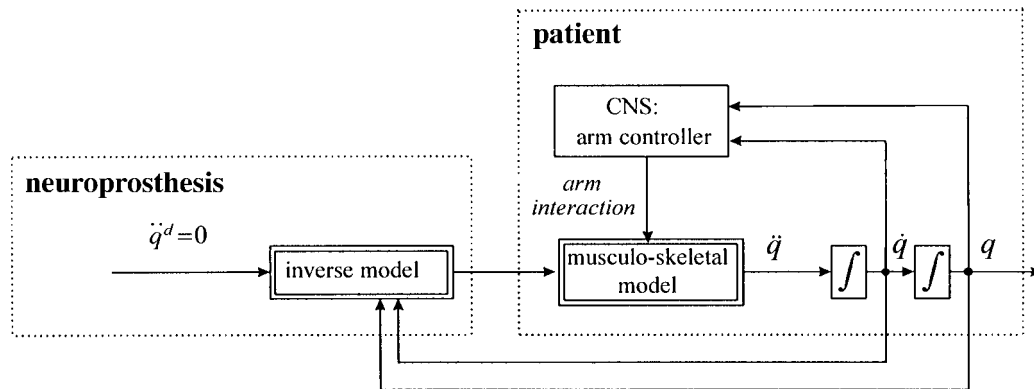 patient
CNS:
arm controller
neuroprosthesis
arm
interaction
q̈ᵈ=0
inverse model
musculo-skeletal
model
q̈
∫
q̇
∫
q